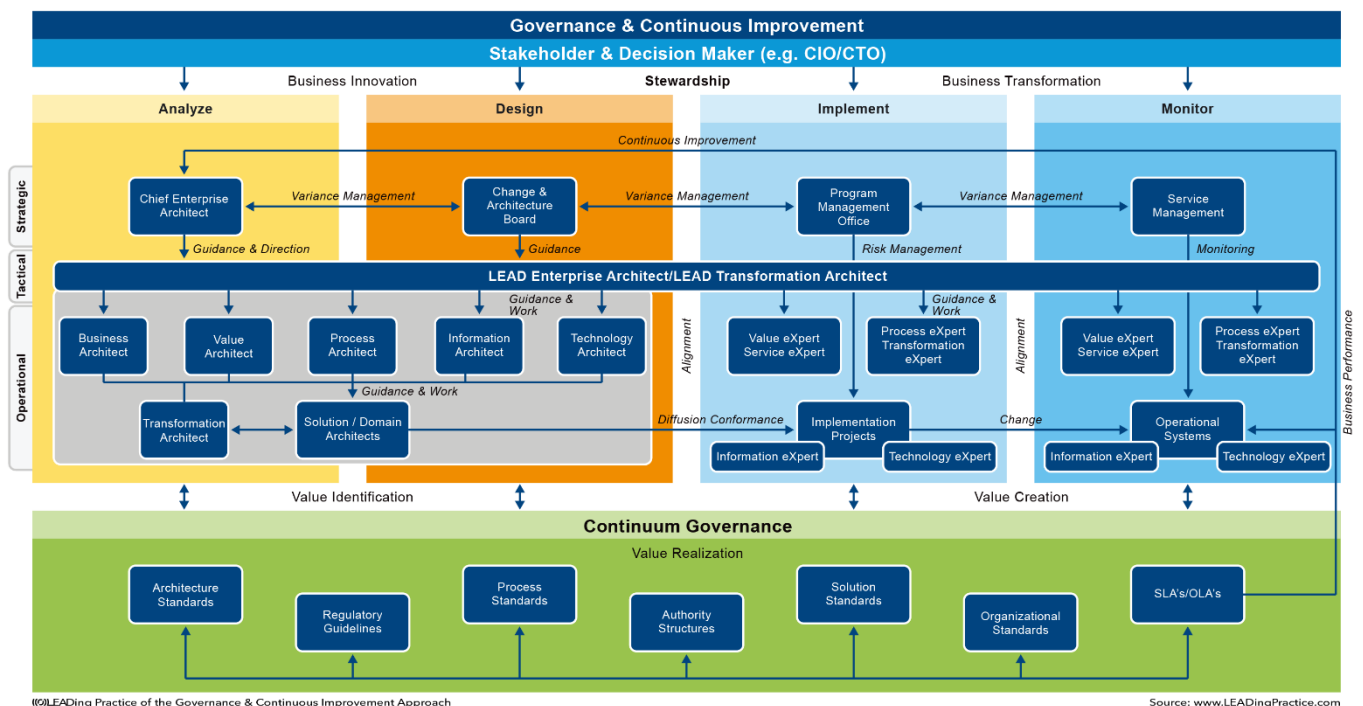 Governance & Continuous Improvement
Stakeholder & Decision Maker (e.g. CIO/CTO)
Business Innovation
Stewardship
Business Transformation
Analyze
Design
Implement
Monitor
Continuous Improvement
Strategic
Chief Enterprise
Architect
Variance Management
Change &
Architecture
Board
Variance Management
Program
Management
Office
Variance Management
Service
Management
Guidance & Direction
Guidance
Risk Management
Monitoring
Tactical
LEAD Enterprise Architect/LEAD Transformation Architect
Operational
Guidance &
Work
Guidance &
Work
Business
Architect
Value
Architect
Process
Architect
Information
Architect
Technology
Architect
Alignment
Value eXpert
Service eXpert
Process eXpert
Transformation
eXpert
Alignment
Value eXpert
Service eXpert
Process eXpert
Transformation
eXpert
Business Performance
Guidance & Work
Transformation
Architect
Solution / Domain
Architects
Diffusion Conformance
Implementation
Projects
Change
Operational
Systems
Information eXpert
Technology eXpert
Information eXpert
Technology eXpert
Value Identification
Value Creation
Continuum Governance
Value Realization
Architecture
Standards
Regulatory
Guidelines
Process
Standards
Authority
Structures
Solution
Standards
Organizational
Standards
SLA's/OLA's
LEADing Practice of the Governance & Continuous Improvement Approach
Source: www.LEADingPractice.com